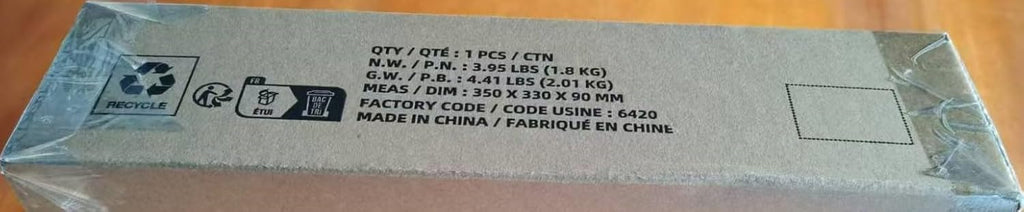 RECYCLE
FR
ÉTUI
BAC
DE
TRI
QTY / QTÉ : 1 PCS / CTN
N.W. / P.N. : 3.95 LBS (1.8 KG)
G.W. / P.B. : 4.41 LBS (2.01 KG)
MEAS / DIM : 350 X 330 X 90 MM
FACTORY CODE / CODE USINE : 6420
MADE IN CHINA / FABRIQUÉ EN CHINE